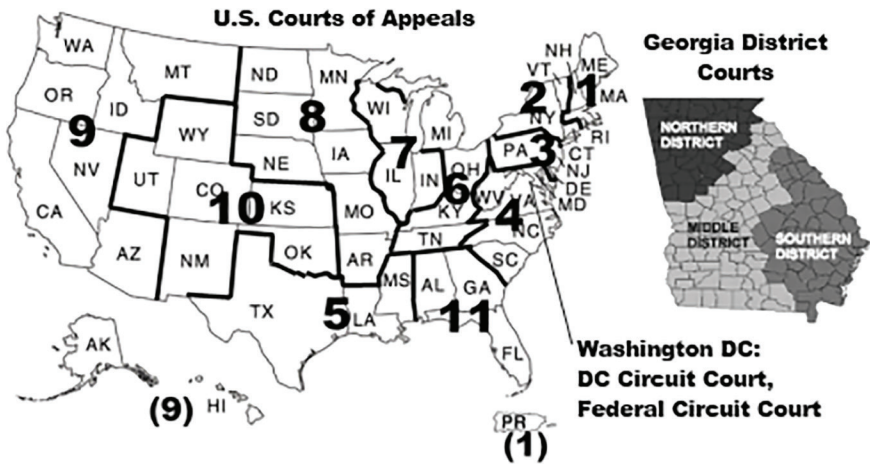 U.S. Courts of Appeals
Georgia District
Courts
WA
MT
ND
MN
VT
NH
ME
OR
ID
SD
WI
MI
NY
MA
RI
CT
NJ
DE
MD
9
8
7
2
1
3
WY
NE
IA
PA
NV
UT
CO
IL
IN
OH
6
WV
VA
4
CA
10
KS
MO
KY
NC
AZ
NM
OK
AR
TN
SC
MS
AL
GA
TX
5
LA
11
FL
AK
HI
(9)
PR
(1)
NORTHERN
DISTRICT
MIDDLE
DISTRICT
SOUTHERN
DISTRICT
Washington DC:
DC Circuit Court,
Federal Circuit Court